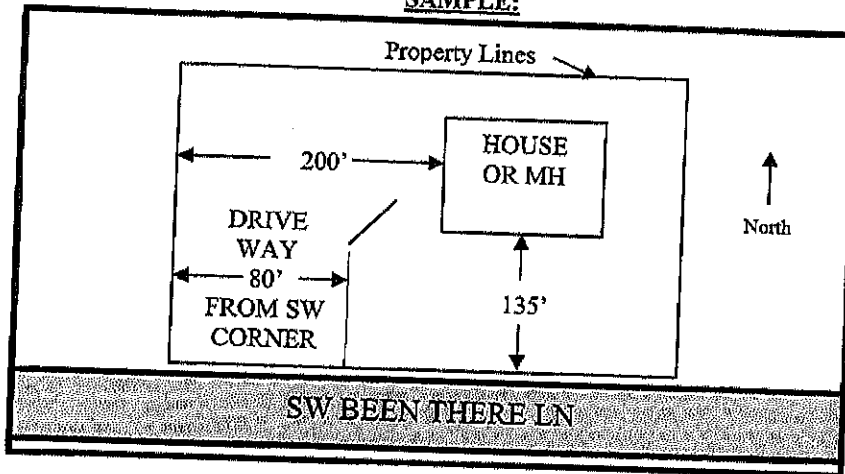 SAMPLE:
Property Lines
HOUSE
OR MH
200'
North
DRIVE
WAY
80'
FROM SW
CORNER
135'
SW BEEN THERE LN